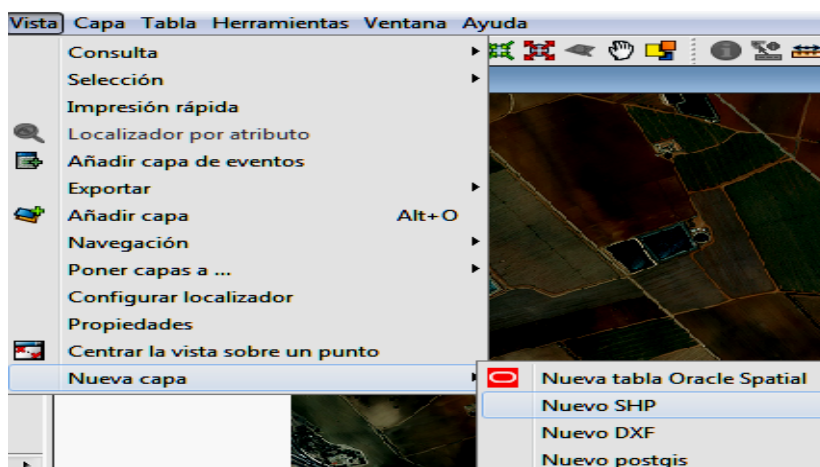 Vista Capa Tabla Herramientas Ventana Ayuda
Consulta
Selección
Impresión rápida
Localizador por atributo
Añadir capa de eventos
Exportar
Añadir capa Alt+O
Navegación
Poner capas a ...
Configurar localizador
Propiedades
Centrar la vista sobre un punto
Nueva capa
Nueva tabla Oracle Spatial
Nuevo SHP
Nuevo DXF
Nuevo postgis